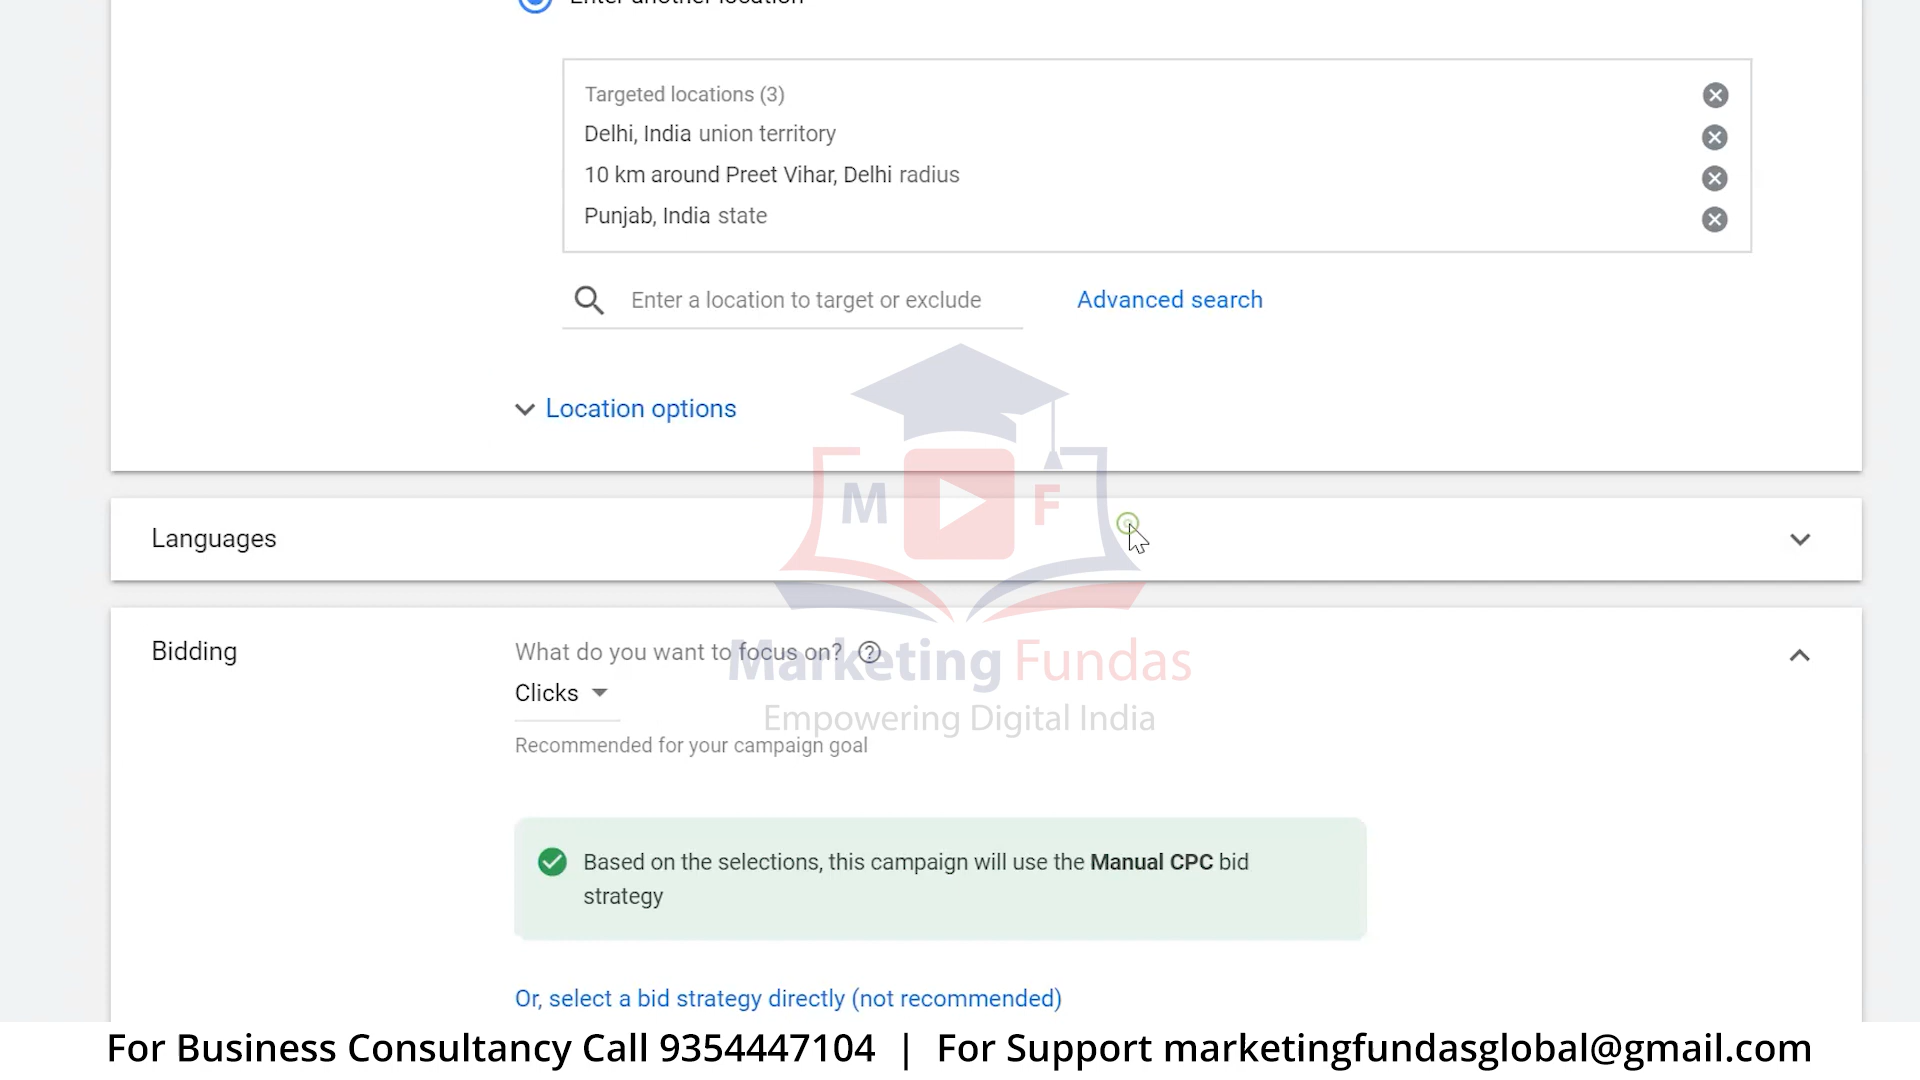 Enter another location
Targeted locations (3)
Delhi, India union territory
10 km around Preet Vihar, Delhi radius
Punjab, India state
Enter a location to target or exclude
Advanced search
Location options
M F
Languages
Bidding
What do you want to focus on?
Clicks
Marketing Fundas
Empowering Digital India
Recommended for your campaign goal
Based on the selections, this campaign will use the Manual CPC bid
strategy
Or, select a bid strategy directly (not recommended)
For Business Consultancy Call 9354447104 | For Support marketingfundasglobal@gmail.com